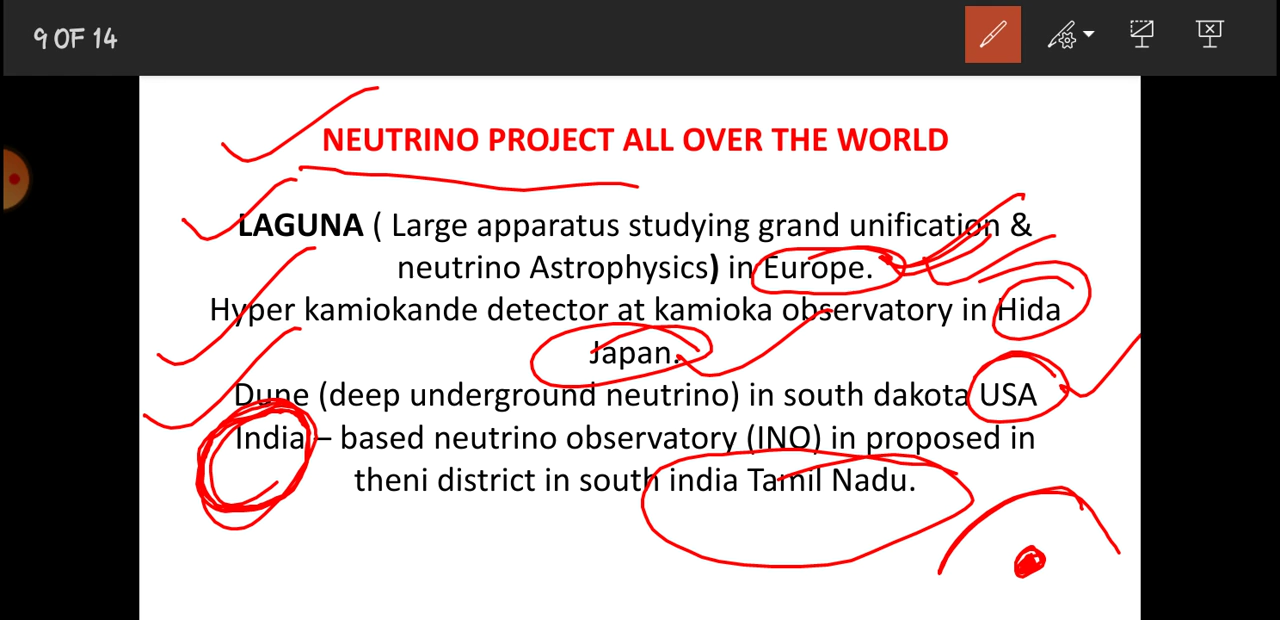 9 OF 14
NEUTRINO PROJECT ALL OVER THE WORLD
LAGUNA ( Large apparatus studying grand unification &
neutrino Astrophysics) in Europe.
Hyper kamiokande detector at kamioka observatory in Hida
Japan.
Dune (deep underground neutrino) in south dakota USA
India – based neutrino observatory (INO) in proposed in
theni district in south india Tamil Nadu.